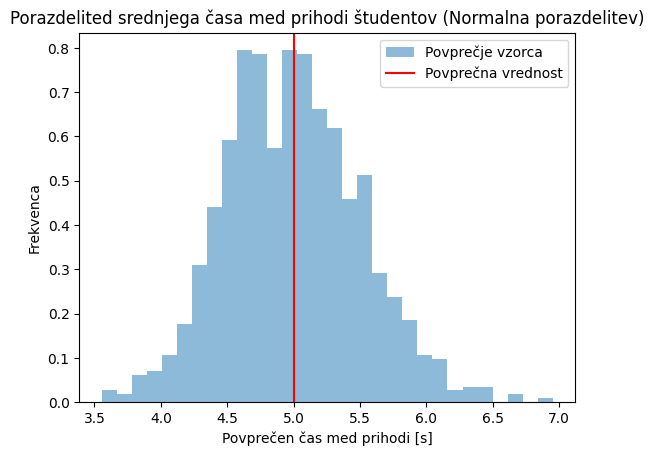 Porazdelited srednjega časa med prihodi študentov (Normalna porazdelitev)
Povprečje vzorca
Povprečna vrednost
Frekvenca
0.8
0.7
0.6
0.5
0.4
0.3
0.2
0.1
0.0
3.5 4.0 4.5 5.0 5.5 6.0 6.5 7.0
Povprečen čas med prihodi [s]